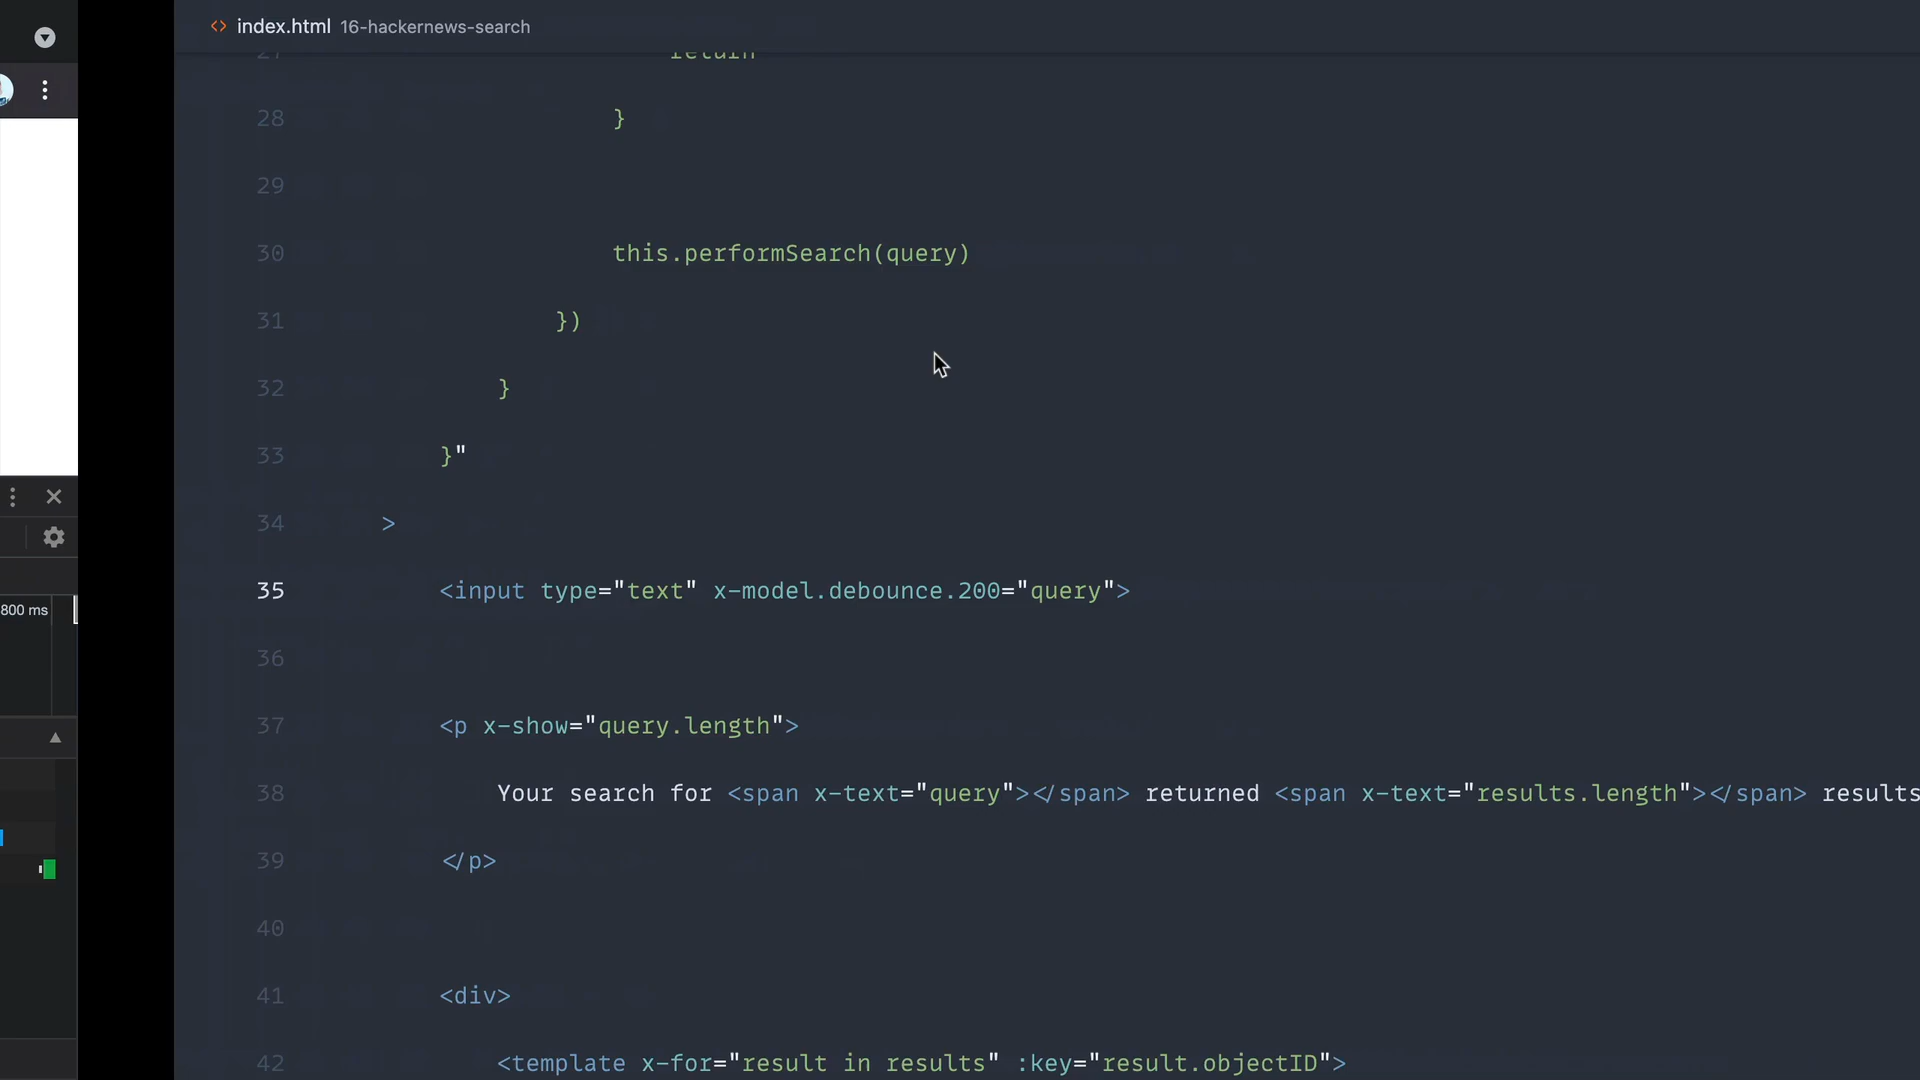 index.html 16-hackernews-search
27 return
28 }
29
30 this.performSearch(query)
31 })
32 }
33 }"
34 >
35 <input type="text" x-model.debounce.200="query">
36
37 <p x-show="query.length">
38 Your search for <span x-text="query"></span> returned <span x-text="results.length"></span> results
39 </p>
40
41 <div>
42 <template x-for="result in results" :key="result.objectID">
800 ms